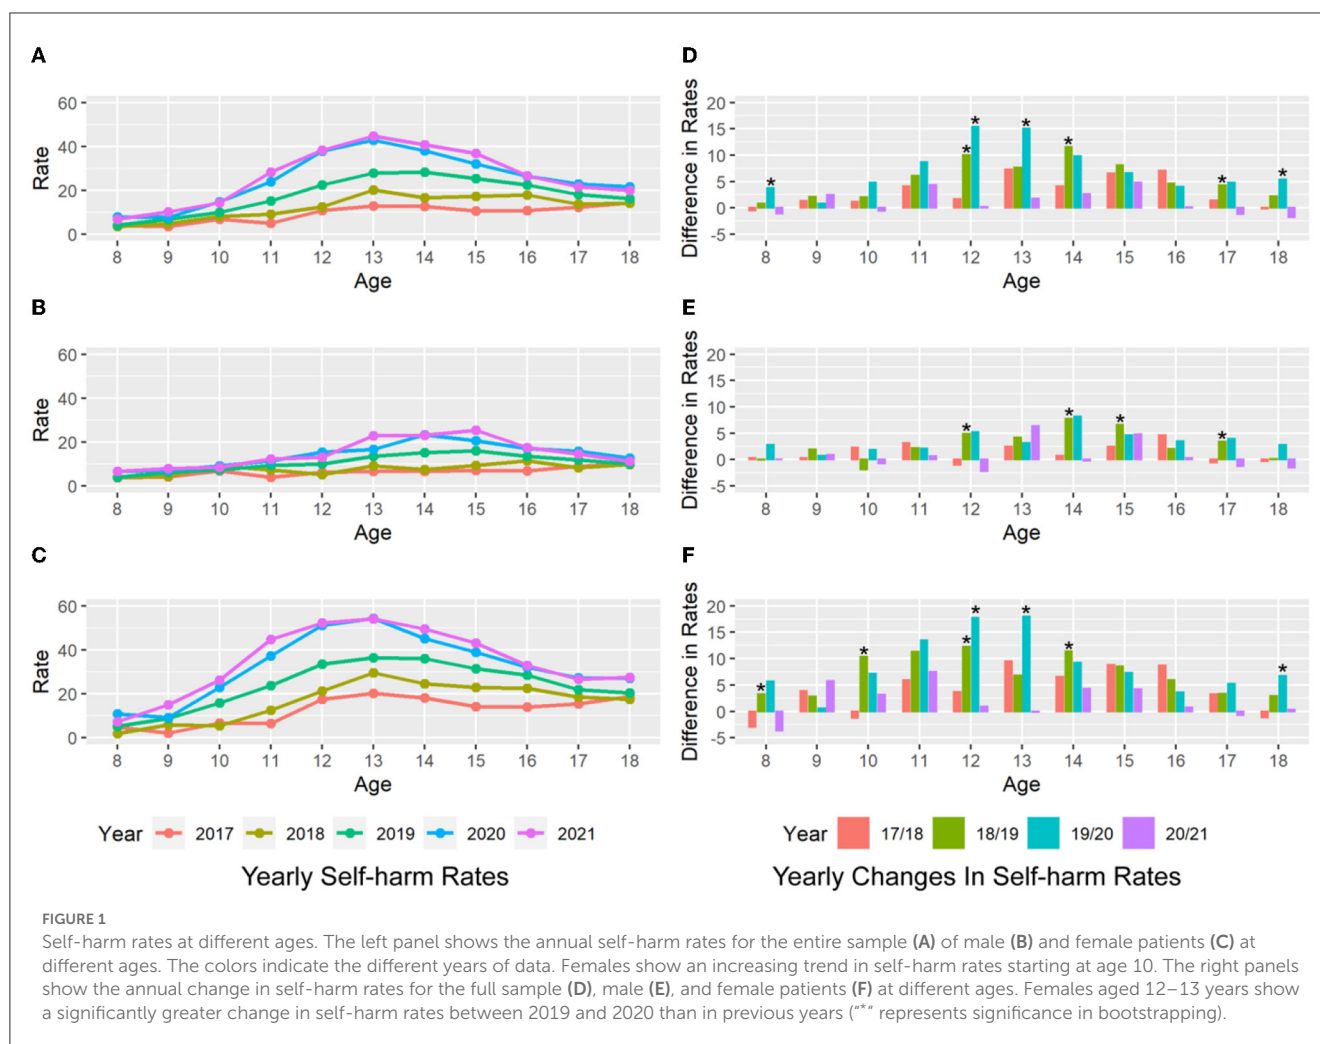 A
60
40
20
0
Rate
8 9 10 11 12 13 14 15 16 17 18
Age
D
20
15
10
5
0
-5
Difference in Rates
* * * * * * *
8 9 10 11 12 13 14 15 16 17 18
Age
B
60
40
20
0
Rate
8 9 10 11 12 13 14 15 16 17 18
Age
E
20
15
10
5
0
-5
Difference in Rates
* * * *
8 9 10 11 12 13 14 15 16 17 18
Age
C
60
40
20
0
Rate
8 9 10 11 12 13 14 15 16 17 18
Age
F
20
15
10
5
0
-5
Difference in Rates
* * * * * * *
8 9 10 11 12 13 14 15 16 17 18
Age
Year 2017 2018 2019 2020 2021
Yearly Self-harm Rates
Year 17/18 18/19 19/20 20/21
Yearly Changes In Self-harm Rates
FIGURE 1
Self-harm rates at different ages. The left panel shows the annual self-harm rates for the entire sample (A) of male (B) and female patients (C) at
different ages. The colors indicate the different years of data. Females show an increasing trend in self-harm rates starting at age 10. The right panels
show the annual change in self-harm rates for the full sample (D), male (E), and female patients (F) at different ages. Females aged 12–13 years show
a significantly greater change in self-harm rates between 2019 and 2020 than in previous years ("*" represents significance in bootstrapping).